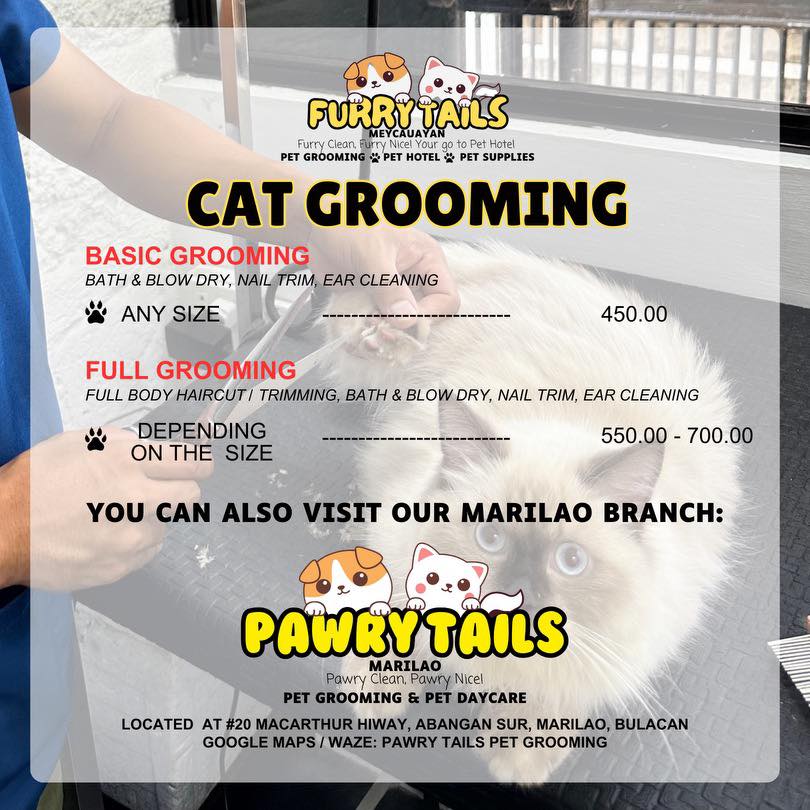 FURRY TAILS
MEYCAUAYAN
Furry Clean, Furry Nice! Your go to Pet Hotel
PET GROOMING PET HOTEL PET SUPPLIES
CAT GROOMING
BASIC GROOMING
BATH & BLOW DRY, NAIL TRIM, EAR CLEANING
ANY SIZE -------------------------- 450.00
FULL GROOMING
FULL BODY HAIRCUT / TRIMMING, BATH & BLOW DRY, NAIL TRIM, EAR CLEANING
DEPENDING
ON THE SIZE -------------------------- 550.00 - 700.00
YOU CAN ALSO VISIT OUR MARILAO BRANCH:
PAWRY TAILS
MARILAO
Pawry Clean, Pawry Nice!
PET GROOMING & PET DAYCARE
LOCATED AT #20 MACARTHUR HIWAY, ABANGAN SUR, MARILAO, BULACAN
GOOGLE MAPS / WAZE: PAWRY TAILS PET GROOMING